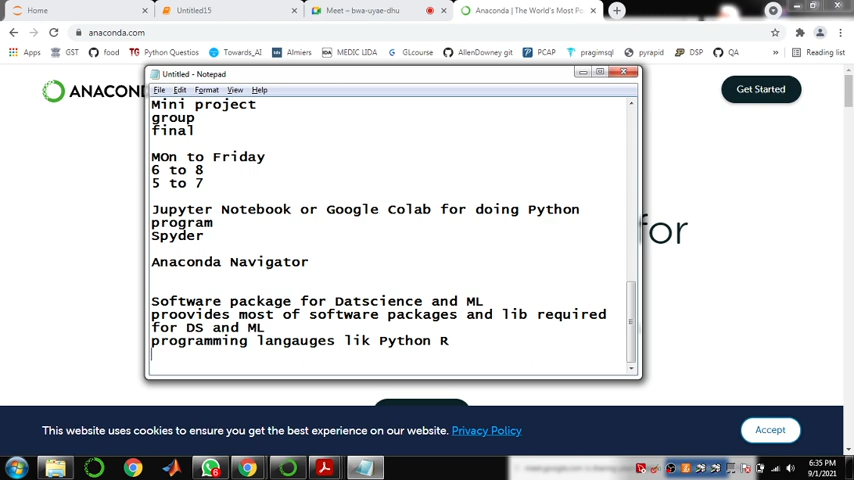 Home
Untitled15
Meet – bwa-uyae-dhu
Anaconda | The World's Most Po
anaconda.com
Apps
GST
food
Python Questions
Towards_AI
Almiers
MEDIC LIDA
GLcourse
AllenDowney git
PCAP
pragimsql
pyrapid
DSP
QA
»
Reading list
ANACOND
Get Started
for
Untitled - Notepad
File Edit Format View Help
Mini project
group
final
MOn to Friday
6 to 8
5 to 7
Jupyter Notebook or Google Colab for doing Python
program
Spyder
Anaconda Navigator
Software package for Datscience and ML
proovides most of software packages and lib required
for DS and ML
programming langauges lik Python R
This website uses cookies to ensure you get the best experience on our website. Privacy Policy
Accept
6:35 PM
9/1/2021